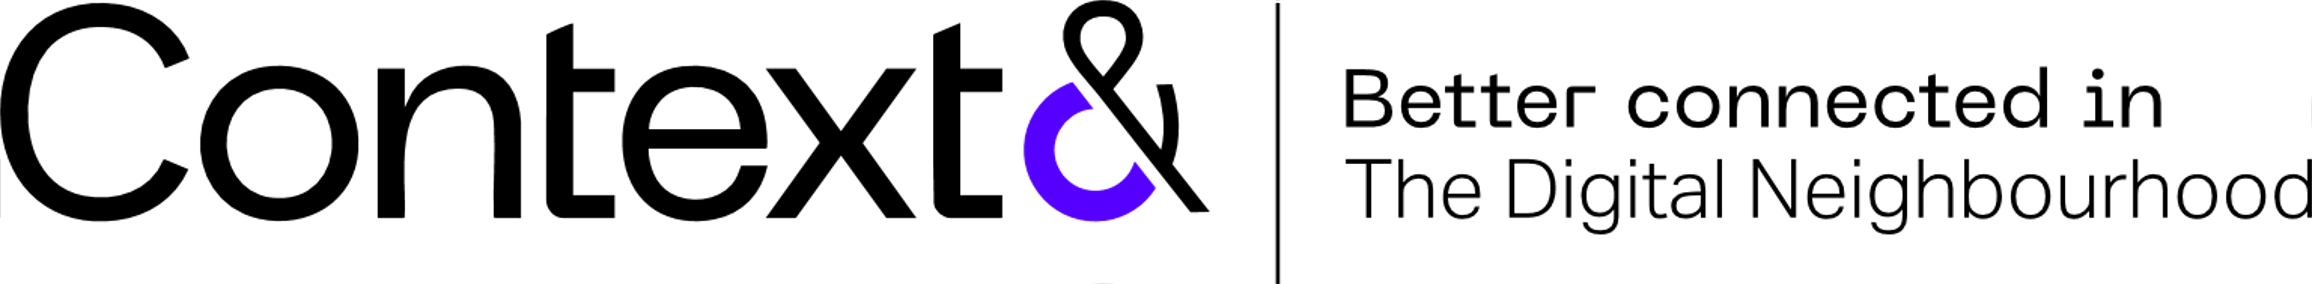 Context&
Better connected in
The Digital Neighbourhood